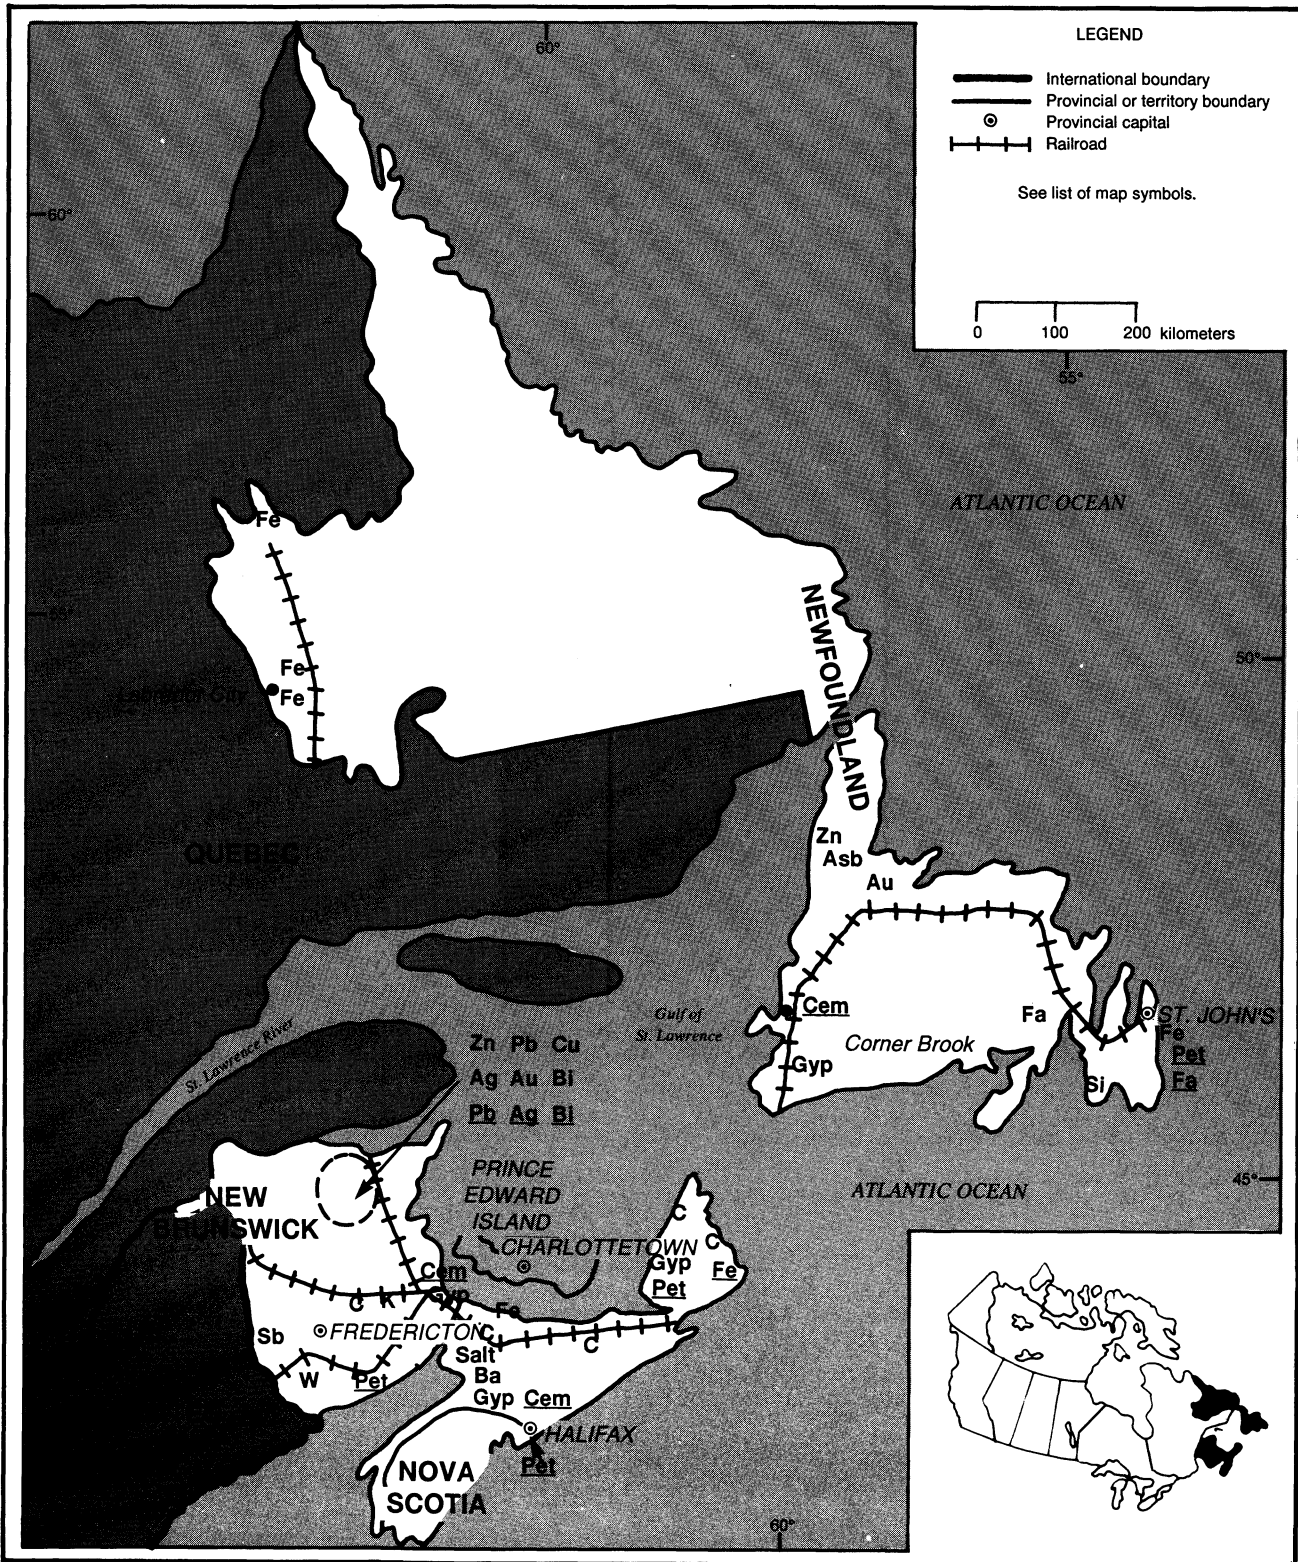 LEGEND
International boundary
Provincial or territory boundary
Provincial capital
Railroad
See list of map symbols.
0 100 200 kilometers
60°
60°
55°
55°
50°
45°
60°
ATLANTIC OCEAN
Fe
NEWFOUNDLAND
Fe
Labrador City
Fe
QUEBEC
Zn
Asb
Au
Cem
Gulf of
St. Lawrence
Fa
ST. JOHN'S
Fe
Pet
Fa
Corner Brook
Gyp
Si
St. Lawrence River
Zn Pb Cu
Ag Au Bi
Pb Ag Bi
PRINCE
EDWARD
ISLAND
CHARLOTTETOWN
ATLANTIC OCEAN
NEW
BRUNSWICK
C
C
Gyp
Fe
Pet
Cem
Gyp
C K
Fe
Sb
FREDERICTON
C
C
Salt
W
Pet
Ba
Gyp Cem
HALIFAX
Pet
NOVA
SCOTIA